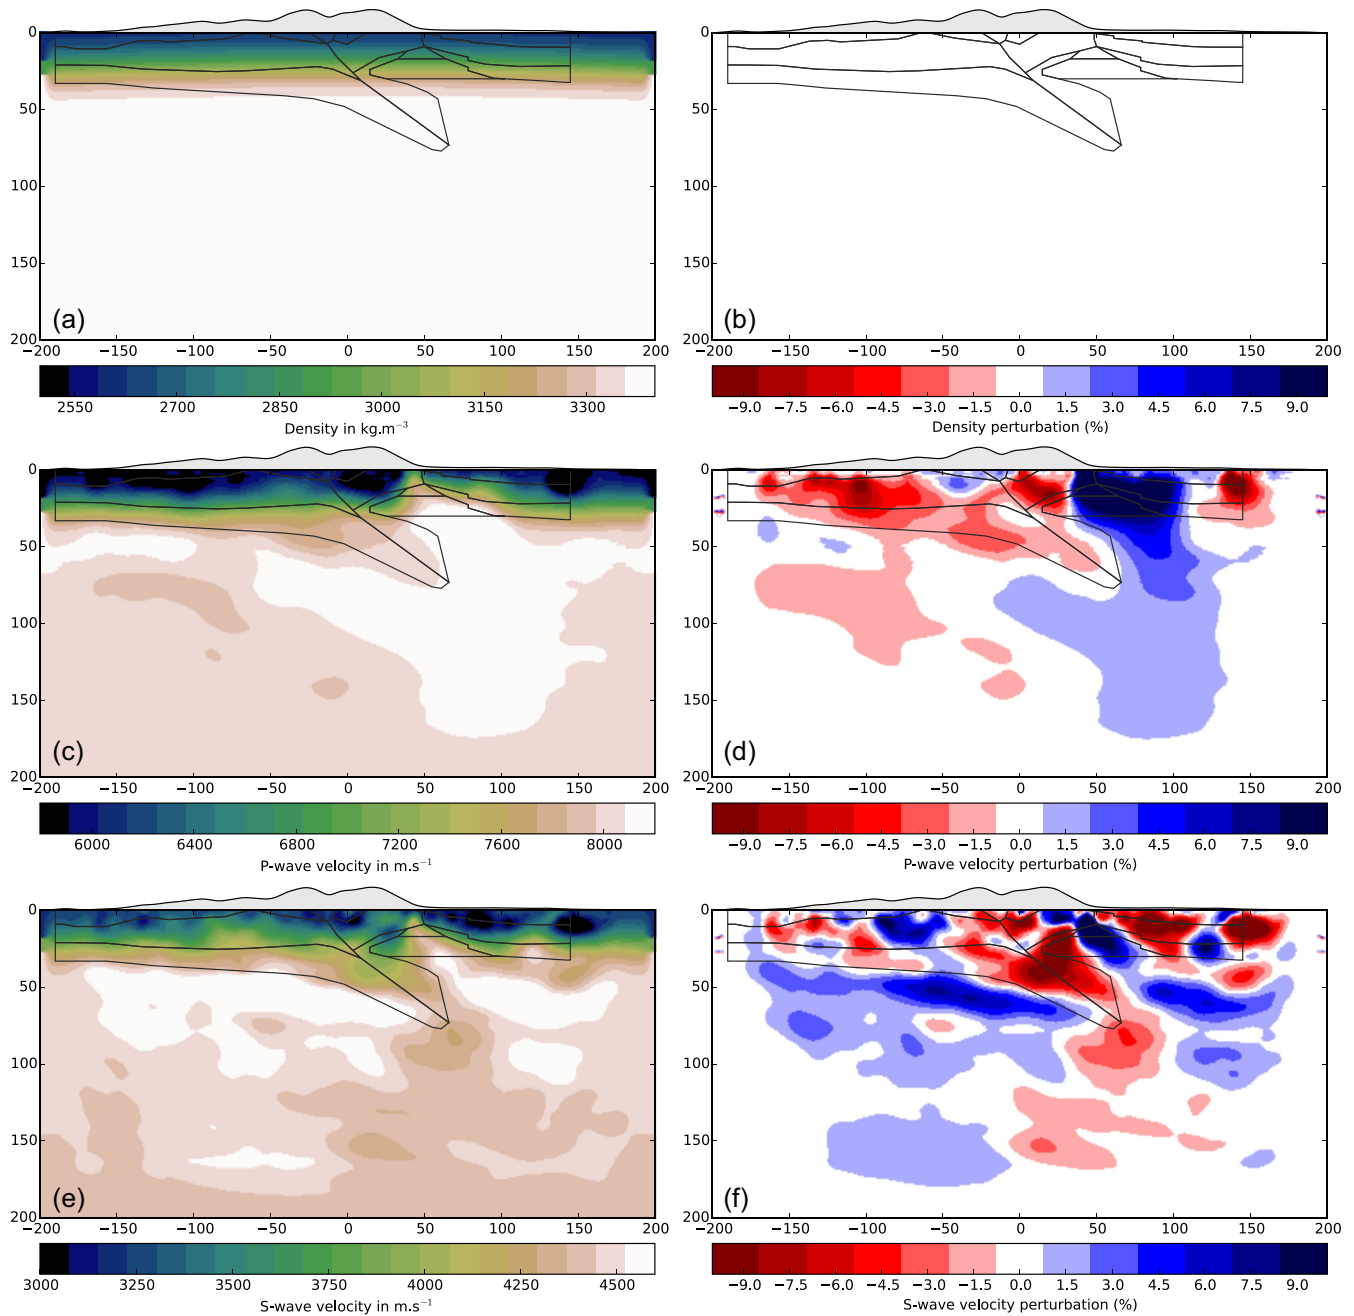 0
50
100
150
200
(a)
−200 −150 −100 −50 0 50 100 150 200
2550 2700 2850 3000 3150 3300
Density in kg.m⁻³
0
50
100
150
200
(b)
−200 −150 −100 −50 0 50 100 150 200
−9.0 −7.5 −6.0 −4.5 −3.0 −1.5 0.0 1.5 3.0 4.5 6.0 7.5 9.0
Density perturbation (%)
0
50
100
150
200
(c)
−200 −150 −100 −50 0 50 100 150 200
6000 6400 6800 7200 7600 8000
P-wave velocity in m.s⁻¹
0
50
100
150
200
(d)
−200 −150 −100 −50 0 50 100 150 200
−9.0 −7.5 −6.0 −4.5 −3.0 −1.5 0.0 1.5 3.0 4.5 6.0 7.5 9.0
P-wave velocity perturbation (%)
0
50
100
150
200
(e)
−200 −150 −100 −50 0 50 100 150 200
3000 3250 3500 3750 4000 4250 4500
S-wave velocity in m.s⁻¹
0
50
100
150
200
(f)
−200 −150 −100 −50 0 50 100 150 200
−9.0 −7.5 −6.0 −4.5 −3.0 −1.5 0.0 1.5 3.0 4.5 6.0 7.5 9.0
S-wave velocity perturbation (%)